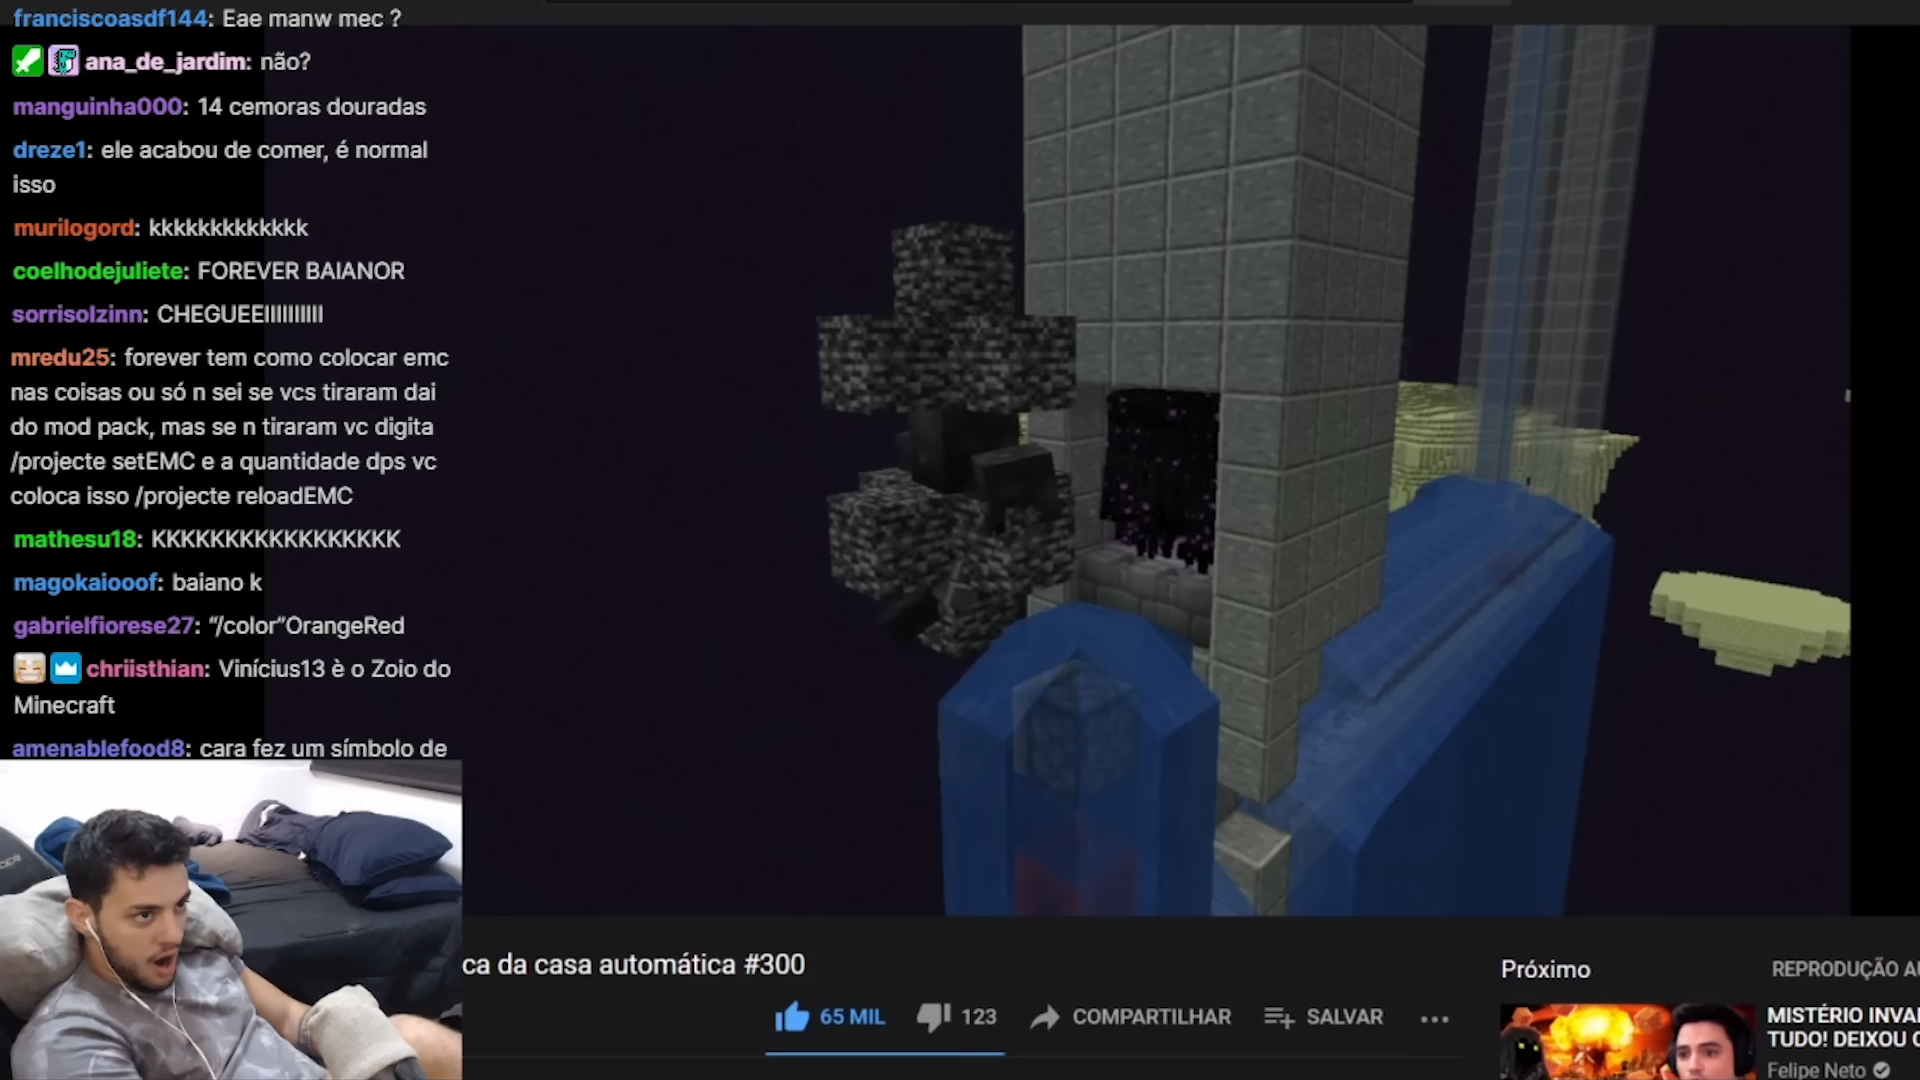 franciscoasdf144: Eae manw mec ?
ana_de_jardim: não?
manguinha000: 14 cemoras douradas
dreze1: ele acabou de comer, é normal
isso
murilogord: kkkkkkkkkkkkk
coelhodejuliete: FOREVER BAIANOR
sorrisolzinn: CHEGUEEIIIIIIIIII
mredu25: forever tem como colocar emc
nas coisas ou só n sei se vcs tiraram dai
do mod pack, mas se n tiraram vc digita
/projecte setEMC e a quantidade dps vc
coloca isso /projecte reloadEMC
mathesu18: KKKKKKKKKKKKKKKKK
magokaiooof: baiano k
gabrielfiorese27: “/color”OrangeRed
chriisthian: Vinícius13 è o Zoio do
Minecraft
amenablefood8: cara fez um símbolo de
ca da casa automática #300
65 MIL 123 COMPARTILHAR SALVAR
Próximo REPRODUÇÃO
MISTÉRIO
TUDO! DEIXOU
Felipe Neto